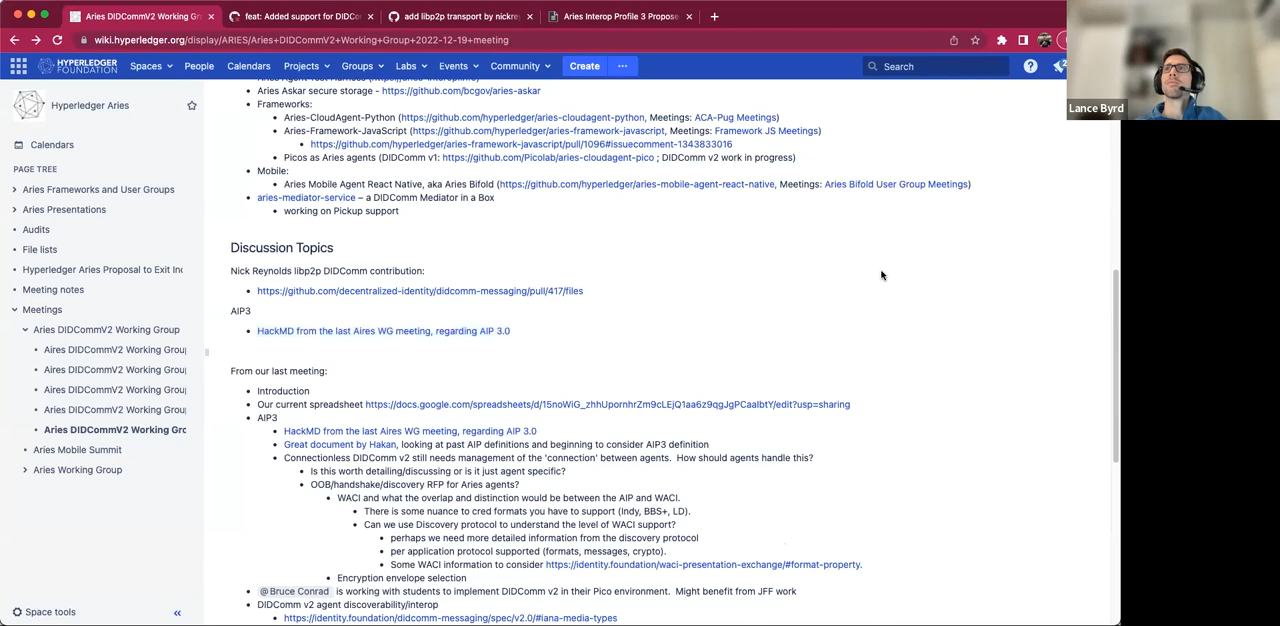 Aries DIDCommV2 Working Gr
feat: Added support for DIDCo
add libp2p transport by nickre
Aries Interop Profile 3 Propose
wiki.hyperledger.org/display/ARIES/Aries+DIDCommV2+Working+Group+2022-12-19+meeting
HYPERLEDGER FOUNDATION
Spaces
People
Calendars
Projects
Groups
Labs
Events
Community
Create
Search
Lance Byrd
Hyperledger Aries
Calendars
PAGE TREE
Aries Frameworks and User Groups
Aries Presentations
Audits
File lists
Hyperledger Aries Proposal to Exit Inc
Meeting notes
Meetings
Aries DIDCommV2 Working Group
Aires DIDCommV2 Working Grou
Aires DIDCommV2 Working Grou
Aires DIDCommV2 Working Grou
Aries DIDCommV2 Working Grou
Aries DIDCommV2 Working Grc
Aries Mobile Summit
Aries Working Group
Space tools
Aries Askar secure storage - https://github.com/bcgov/aries-askar
Frameworks:
Aries-CloudAgent-Python (https://github.com/hyperledger/aries-cloudagent-python, Meetings: ACA-Pug Meetings)
Aries-Framework-JavaScript (https://github.com/hyperledger/aries-framework-javascript, Meetings: Framework JS Meetings)
https://github.com/hyperledger/aries-framework-javascript/pull/1096#issuecomment-1343833016
Picos as Aries agents (DIDComm v1: https://github.com/Picolab/aries-cloudagent-pico ; DIDComm v2 work in progress)
Mobile:
Aries Mobile Agent React Native, aka Aries Bifold (https://github.com/hyperledger/aries-mobile-agent-react-native, Meetings: Aries Bifold User Group Meetings)
aries-mediator-service – a DIDComm Mediator in a Box
working on Pickup support
Discussion Topics
Nick Reynolds libp2p DIDComm contribution:
https://github.com/decentralized-identity/didcomm-messaging/pull/417/files
AIP3
HackMD from the last Aires WG meeting, regarding AIP 3.0
From our last meeting:
Introduction
Our current spreadsheet https://docs.google.com/spreadsheets/d/15noWiG_zhhUpornhrZm9cLEjQ1aa6z9qgJgPCaaIbtY/edit?usp=sharing
AIP3
HackMD from the last Aires WG meeting, regarding AIP 3.0
Great document by Hakan, looking at past AIP definitions and beginning to consider AIP3 definition
Connectionless DIDComm v2 still needs management of the 'connection' between agents. How should agents handle this?
Is this worth detailing/discussing or is it just agent specific?
OOB/handshake/discovery RFP for Aries agents?
WACI and what the overlap and distinction would be between the AIP and WACI.
There is some nuance to cred formats you have to support (Indy, BBS+, LD).
Can we use Discovery protocol to understand the level of WACI support?
perhaps we need more detailed information from the discovery protocol
per application protocol supported (formats, messages, crypto).
Some WACI information to consider https://identity.foundation/waci-presentation-exchange/#format-property.
Encryption envelope selection
@Bruce Conrad is working with students to implement DIDComm v2 in their Pico environment. Might benefit from JFF work
DIDComm v2 agent discoverability/interop
https://identity.foundation/didcomm-messaging/spec/v2.0/#iana-media-types